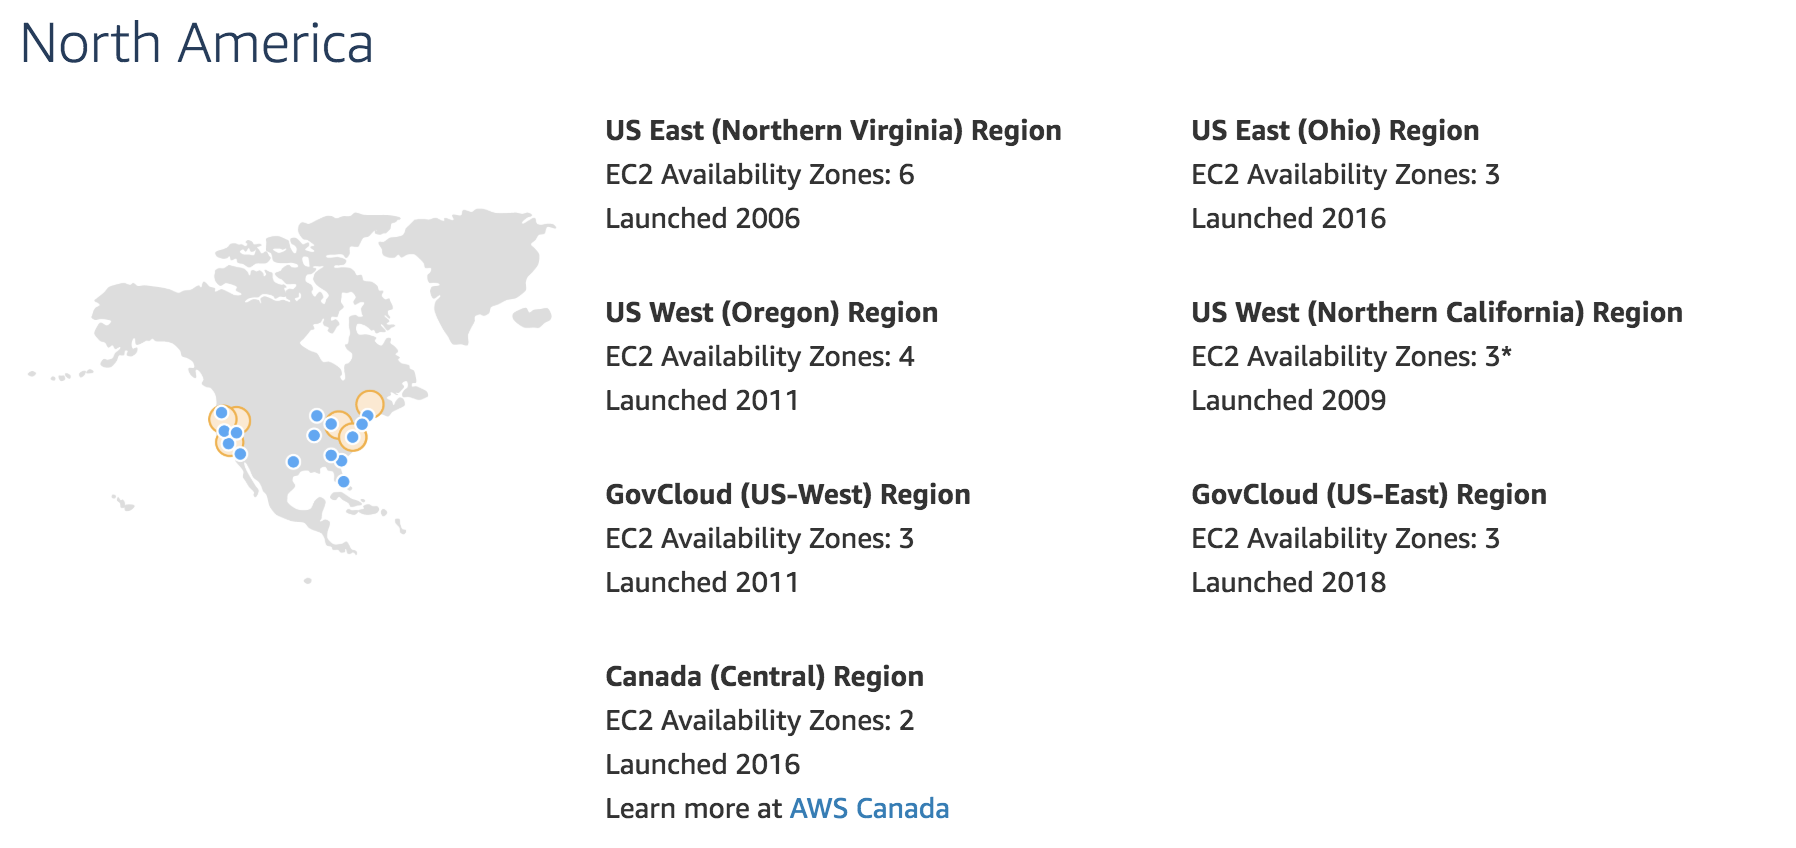 North America
US East (Northern Virginia) Region
EC2 Availability Zones: 6
Launched 2006
US East (Ohio) Region
EC2 Availability Zones: 3
Launched 2016
US West (Oregon) Region
EC2 Availability Zones: 4
Launched 2011
US West (Northern California) Region
EC2 Availability Zones: 3*
Launched 2009
GovCloud (US-West) Region
EC2 Availability Zones: 3
Launched 2011
GovCloud (US-East) Region
EC2 Availability Zones: 3
Launched 2018
Canada (Central) Region
EC2 Availability Zones: 2
Launched 2016
Learn more at AWS Canada